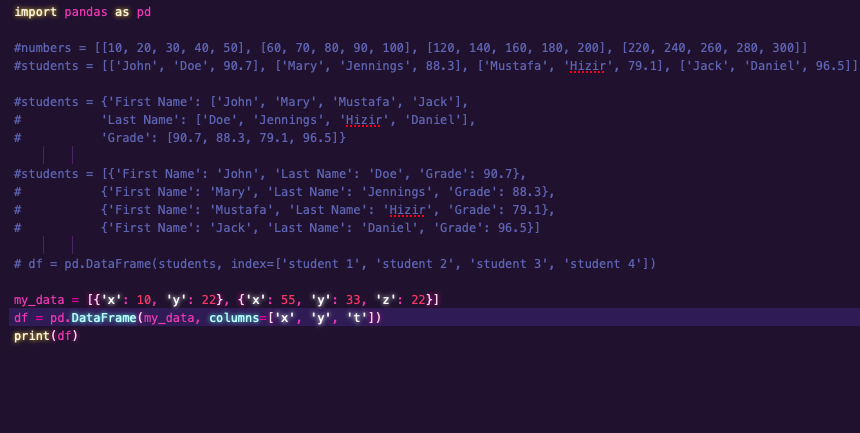 import pandas as pd
#numbers = [[10, 20, 30, 40, 50], [60, 70, 80, 90, 100], [120, 140, 160, 180, 200], [220, 240, 260, 280, 300]]
#students = [['John', 'Doe', 90.7], ['Mary', 'Jennings', 88.3], ['Mustafa', 'Hizir', 79.1], ['Jack', 'Daniel', 96.5]]
#students = {'First Name': ['John', 'Mary', 'Mustafa', 'Jack'],
#           'Last Name': ['Doe', 'Jennings', 'Hizir', 'Daniel'],
#           'Grade': [90.7, 88.3, 79.1, 96.5]}
#students = [{'First Name': 'John', 'Last Name': 'Doe', 'Grade': 90.7},
#           {'First Name': 'Mary', 'Last Name': 'Jennings', 'Grade': 88.3},
#           {'First Name': 'Mustafa', 'Last Name': 'Hizir', 'Grade': 79.1},
#           {'First Name': 'Jack', 'Last Name': 'Daniel', 'Grade': 96.5}]
# df = pd.DataFrame(students, index=['student 1', 'student 2', 'student 3', 'student 4'])
my_data = [{'x': 10, 'y': 22}, {'x': 55, 'y': 33, 'z': 22}]
df = pd.DataFrame(my_data, columns=['x', 'y', 't'])
print(df)